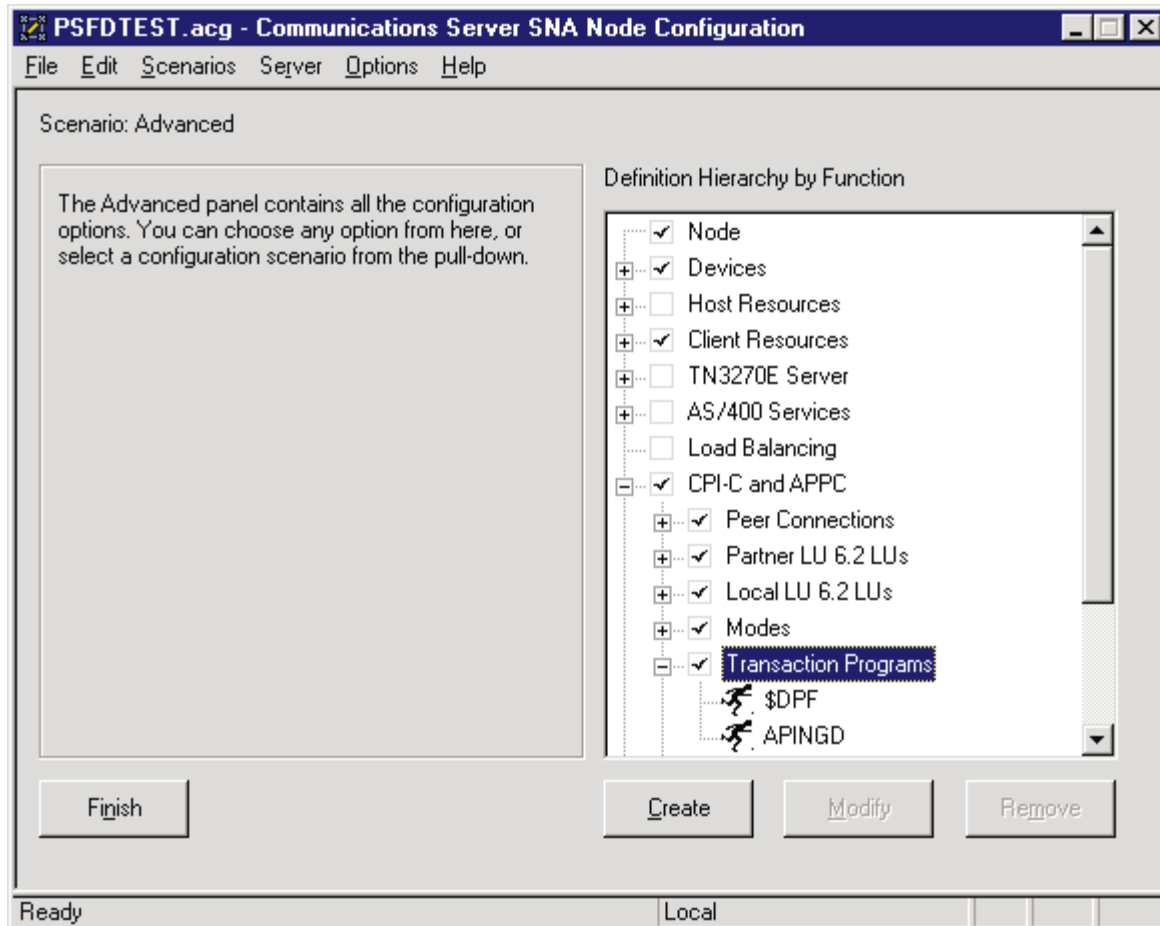 PSFDTEST.acg - Communications Server SNA Node Configuration
File Edit Scenarios Server Options Help
Scenario: Advanced
The Advanced panel contains all the configuration
options. You can choose any option from here, or
select a configuration scenario from the pull-down.
Definition Hierarchy by Function
Node
Devices
Host Resources
Client Resources
TN3270E Server
AS/400 Services
Load Balancing
CPI-C and APPC
Peer Connections
Partner LU 6.2 LUs
Local LU 6.2 LUs
Modes
Transaction Programs
$DPF
APINGD
Finish
Create Modify Remove
Ready Local